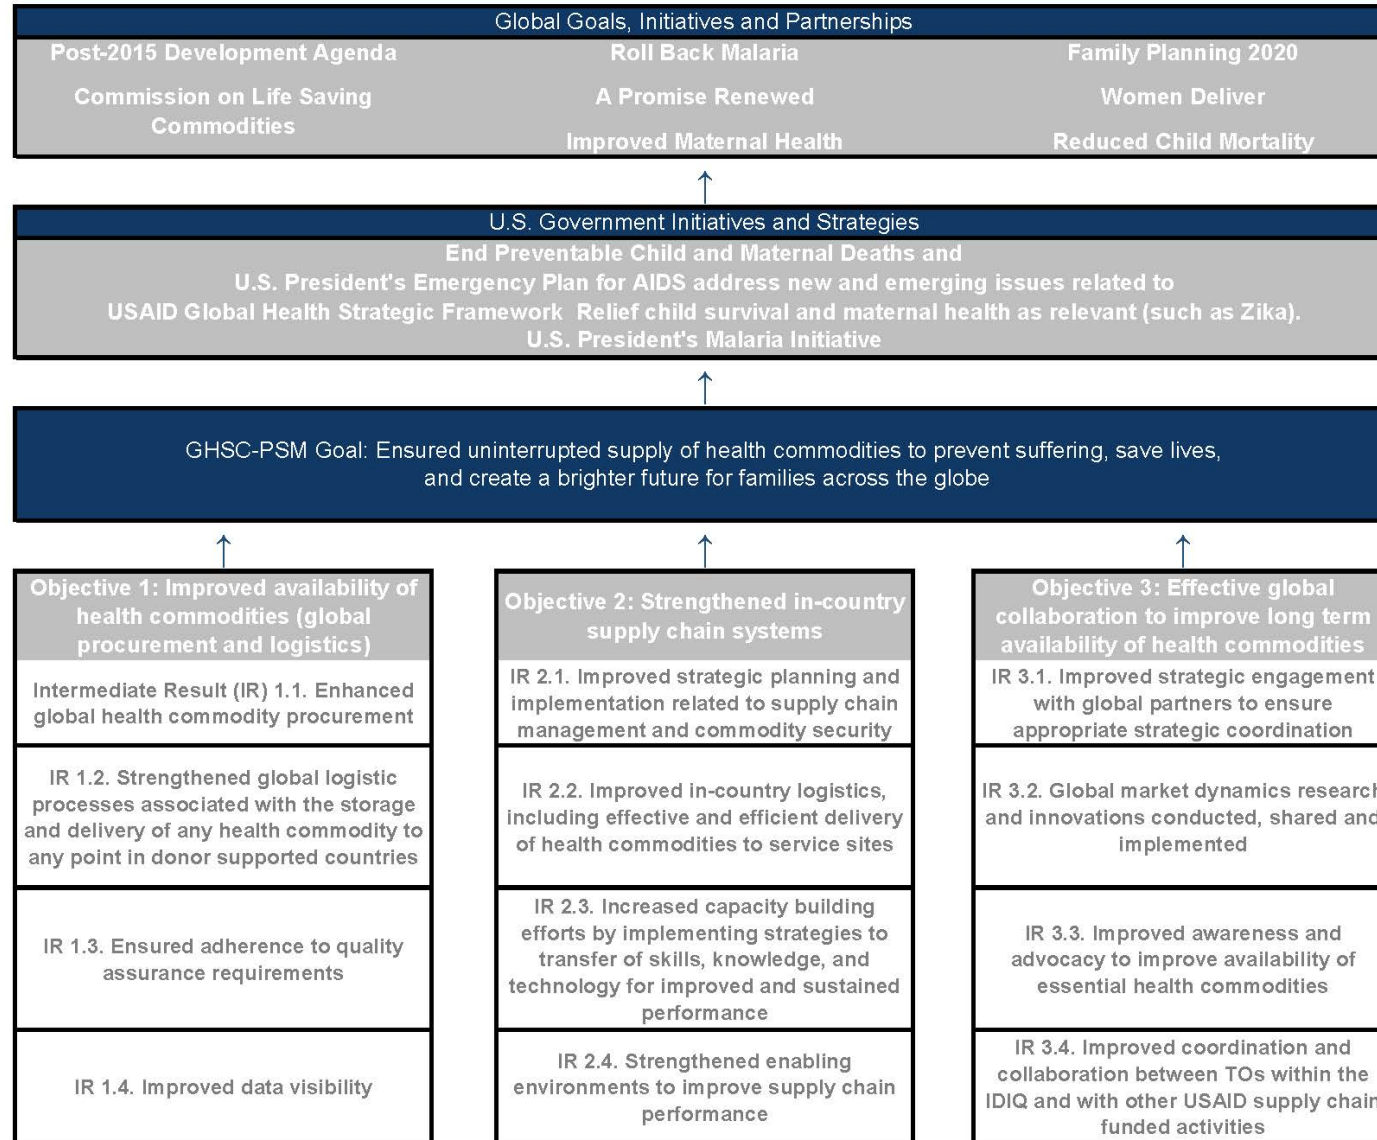 Global Goals, Initiatives and Partnerships
Post-2015 Development Agenda
Commission on Life Saving
Commodities
Roll Back Malaria
A Promise Renewed
Improved Maternal Health
Family Planning 2020
Women Deliver
Reduced Child Mortality
↑
U.S. Government Initiatives and Strategies
End Preventable Child and Maternal Deaths and
U.S. President's Emergency Plan for AIDS address new and emerging issues related to
USAID Global Health Strategic Framework Relief child survival and maternal health as relevant (such as Zika).
U.S. President's Malaria Initiative
↑
GHSC-PSM Goal: Ensured uninterrupted supply of health commodities to prevent suffering, save lives,
and create a brighter future for families across the globe
↑
↑
↑
Objective 1: Improved availability of
health commodities (global
procurement and logistics)
Intermediate Result (IR) 1.1. Enhanced
global health commodity procurement
IR 1.2. Strengthened global logistic
processes associated with the storage
and delivery of any health commodity to
any point in donor supported countries
IR 1.3. Ensured adherence to quality
assurance requirements
IR 1.4. Improved data visibility
Objective 2: Strengthened in-country
supply chain systems
IR 2.1. Improved strategic planning and
implementation related to supply chain
management and commodity security
IR 2.2. Improved in-country logistics,
including effective and efficient delivery
of health commodities to service sites
IR 2.3. Increased capacity building
efforts by implementing strategies to
transfer of skills, knowledge, and
technology for improved and sustained
performance
IR 2.4. Strengthened enabling
environments to improve supply chain
performance
Objective 3: Effective global
collaboration to improve long term
availability of health commodities
IR 3.1. Improved strategic engagement
with global partners to ensure
appropriate strategic coordination
IR 3.2. Global market dynamics research
and innovations conducted, shared and
implemented
IR 3.3. Improved awareness and
advocacy to improve availability of
essential health commodities
IR 3.4. Improved coordination and
collaboration between TOs within the
IDIQ and with other USAID supply chain
funded activities